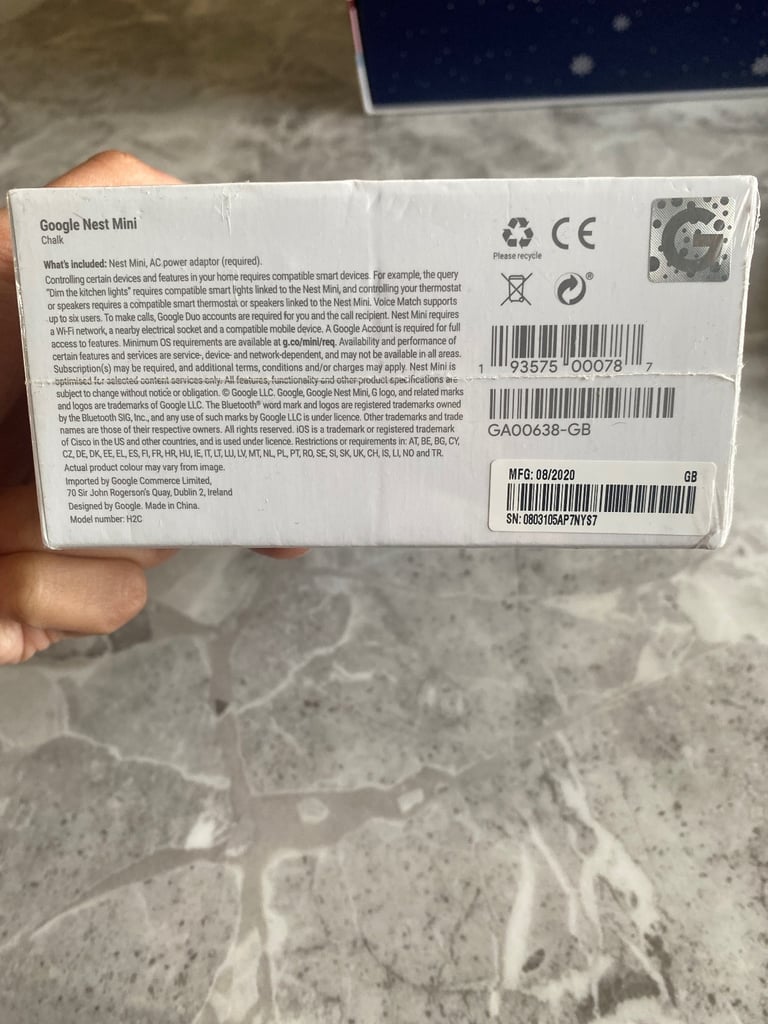 Google Nest Mini
Chalk
What's included: Nest Mini, AC power adaptor (required).
Controlling certain devices and features in your home requires compatible smart devices. For example, the query
"Dim the kitchen lights" requires compatible smart lights linked to the Nest Mini, and controlling your thermostat
or speakers requires a compatible smart thermostat or speakers linked to the Nest Mini. Voice Match supports
up to six users. To make calls, Google Duo accounts are required for you and the call recipient. Nest Mini requires
a Wi-Fi network, a nearby electrical socket and a compatible mobile device. A Google Account is required for full
access to features. Minimum OS requirements are available at g.co/mini/req. Availability and performance of
certain features and services are service-, device- and network-dependent, and may not be available in all areas.
Subscription(s) may be required, and additional terms, conditions and/or charges may apply. Nest Mini is
optimised for selected content services only. All features, functionality and other product specifications are
subject to change without notice or obligation. © Google LLC. Google, Google Nest Mini, G logo, and related marks
and logos are trademarks of Google LLC. The Bluetooth® word mark and logos are registered trademarks owned
by the Bluetooth SIG, Inc., and any use of such marks by Google LLC is under licence. Other trademarks and trade
names are those of their respective owners. All rights reserved. iOS is a trademark or registered trademark
of Cisco in the US and other countries, and is used under licence. Restrictions or requirements in: AT, BE, BG, CY,
CZ, DE, DK, EE, EL, ES, FI, FR, HR, HU, IE, IT, LT, LU, LV, MT, NL, PL, PT, RO, SE, SI, SK, UK, CH, IS, LI, NO and TR.
Actual product colour may vary from image.
Imported by Google Commerce Limited,
70 Sir John Rogerson's Quay, Dublin 2, Ireland
Designed by Google. Made in China.
Model number: H2C
CE
Please recycle
®
G
1 93575 00078 7
GA00638-GB
MFG: 08/2020 GB
SN: 0803105AP7NYS7